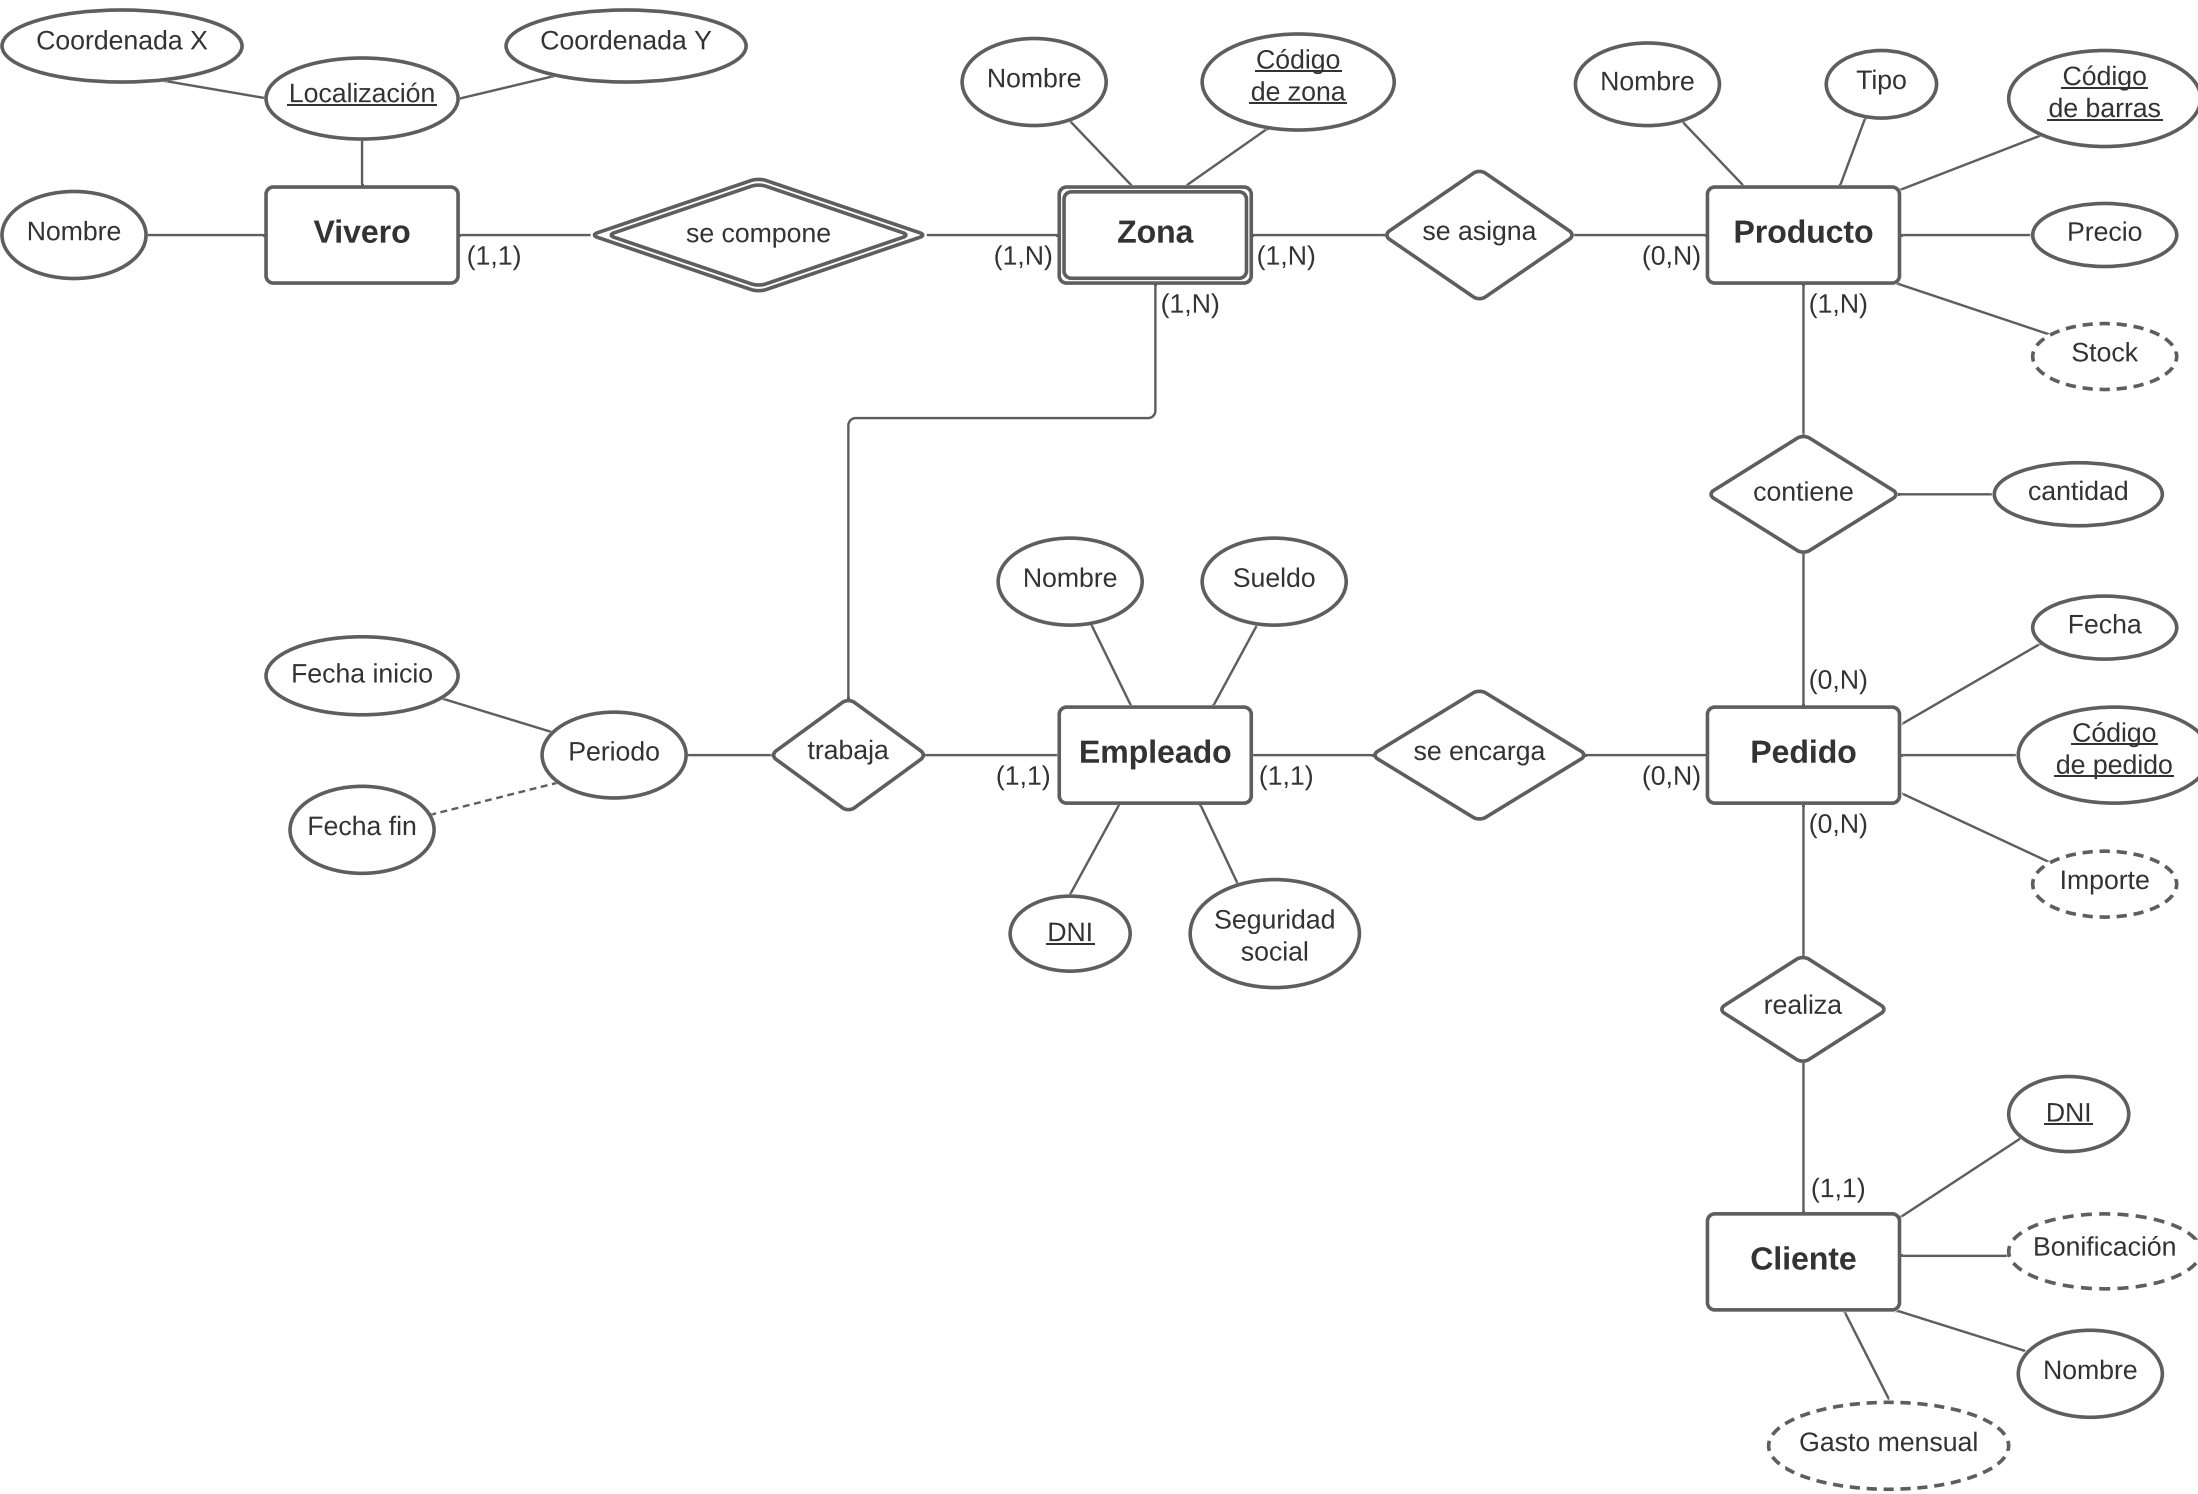 Coordenada X
Coordenada Y
Localización
Nombre
Código
de zona
Nombre
Tipo
Código
de barras
Nombre
Vivero
(1,1)
se compone
(1,N)
Zona
(1,N)
se asigna
(0,N)
Producto
Precio
(1,N)
(1,N)
Stock
contiene
cantidad
Nombre
Sueldo
Fecha
Fecha inicio
(0,N)
Periodo
trabaja
(1,1)
Empleado
(1,1)
se encarga
(0,N)
Pedido
Código
de pedido
Fecha fin
(0,N)
Importe
DNI
Seguridad
social
realiza
DNI
(1,1)
Cliente
Bonificación
Nombre
Gasto mensual